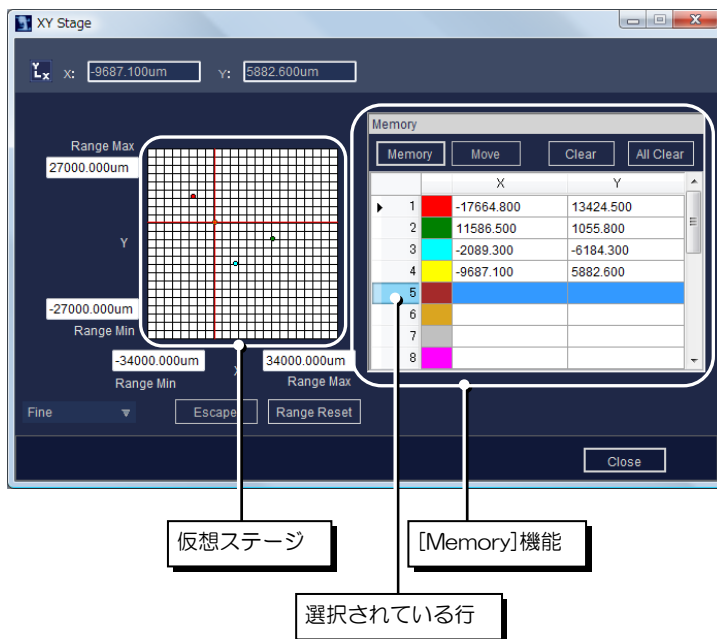 XY Stage
Y
Lx
X: -9687.100um Y: 5882.600um
Memory
Memory Move Clear All Clear
X Y
1 -17664.800 13424.500
2 11586.500 1055.800
3 -2089.300 -6184.300
4 -9687.100 5882.600
5
6
7
8
Range Max
27000.000um
Y
-27000.000um
Range Min
-34000.000um X 34000.000um
Range Min Range Max
Fine Escape Range Reset
Close
仮想ステージ
[Memory]機能
選択されている行